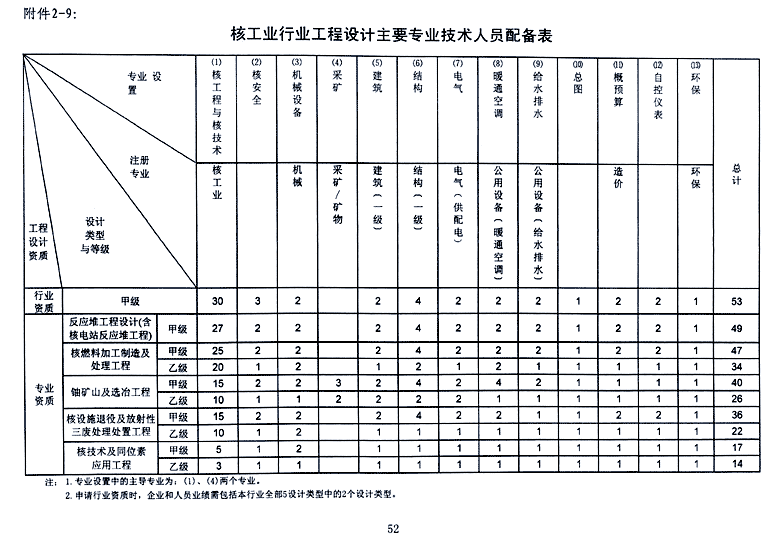 附件2-9：
核工业行业工程设计主要专业技术人员配备表
专业 设置 (1) (2) (3) (4) (5) (6) (7) (8) (9) (10) (11) (12) (13)
核工程与核技术 核安全 机械设备 采矿 建筑 结构 电气 暖通空调 给水排水 总图 概预算 自控仪表 环保 总计
注册专业 核工业 机械 采矿/矿物 建筑(一级) 结构(一级) 电气(供配电) 公用设备(暖通空调) 公用设备(给水排水) 造价 环保
设计类型与等级
工程设计资质
行业资质 甲级 30 3 2 2 4 2 2 2 1 2 2 1 53
专业资质
反应堆工程设计(含核电站反应堆工程) 甲级 27 2 2 2 4 2 2 2 1 2 2 1 49
核燃料加工制造及处理工程 甲级 25 2 2 2 4 2 2 2 1 2 2 1 47
乙级 20 1 2 1 2 1 2 1 1 1 1 1 34
铀矿山及选冶工程 甲级 15 2 2 3 2 4 2 4 2 1 1 1 1 40
乙级 10 1 1 2 2 2 2 1 1 1 1 1 1 26
核设施退役及放射性三废处理处置工程 甲级 15 2 2 2 4 2 2 1 1 2 2 1 36
乙级 10 1 2 1 1 1 1 1 1 1 1 1 22
核技术及同位素应用工程 甲级 5 1 2 1 1 1 1 1 1 1 1 1 17
乙级 3 1 1 1 1 1 1 1 1 1 1 1 14
注：1.专业设置中的主导专业为：(1)、(4)两个专业。
2.申请行业资质时，企业和人员业绩需包括本行业全部5设计类型中的2个设计类型。
52